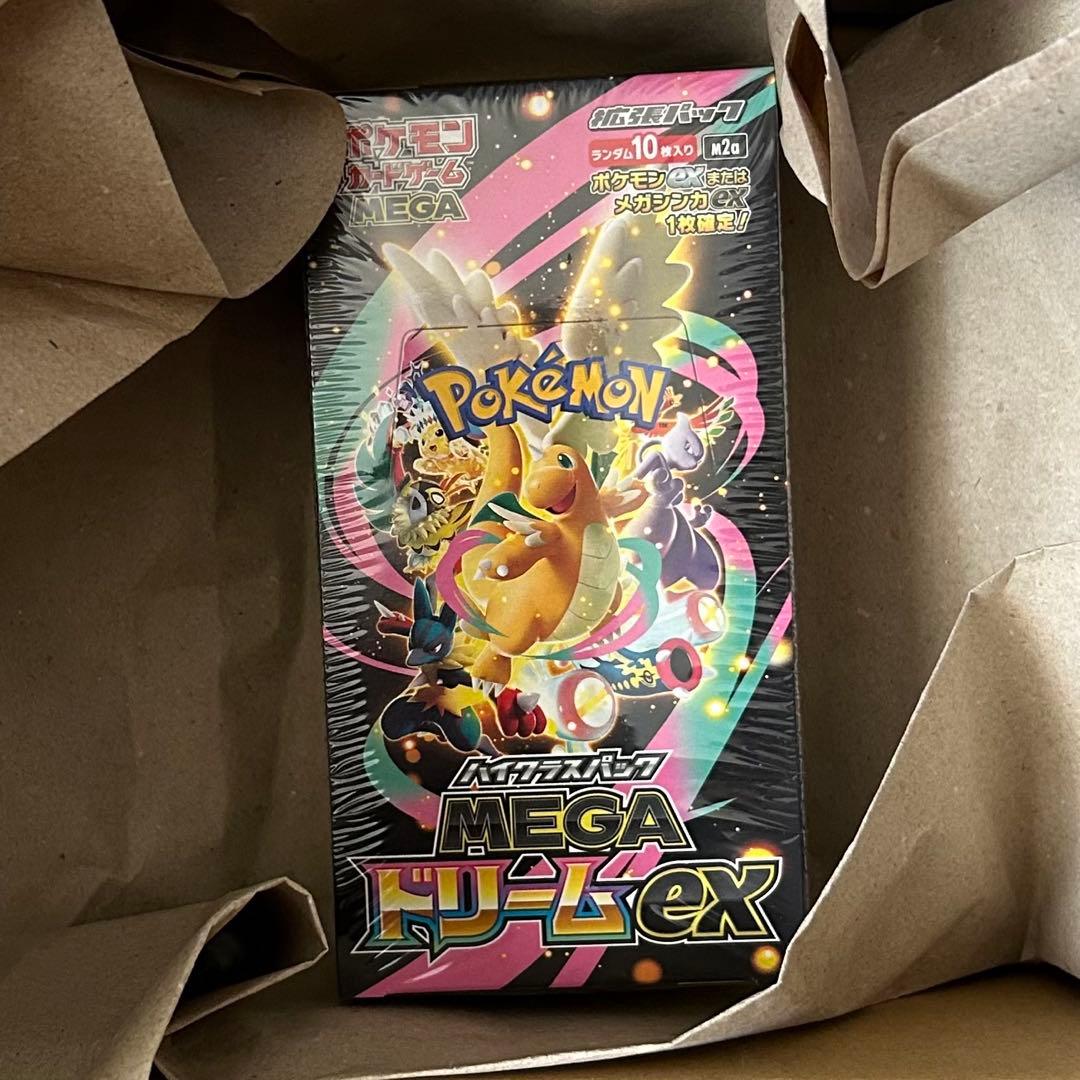 ポケモン
カードゲーム
MEGA
拡張パック
ランダム10枚入り M2a
ポケモンexまたは
メガシンカex
1枚確定!
POKÉMON
TM
ハイクラスパック
MEGA
ドリームex